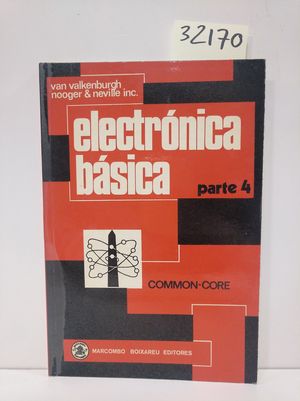 32170
van valkenburgh
nooger & neville inc.
electrónica
básica
parte 4
COMMON-CORE
MARCOMBO BOIXAREU EDITORES